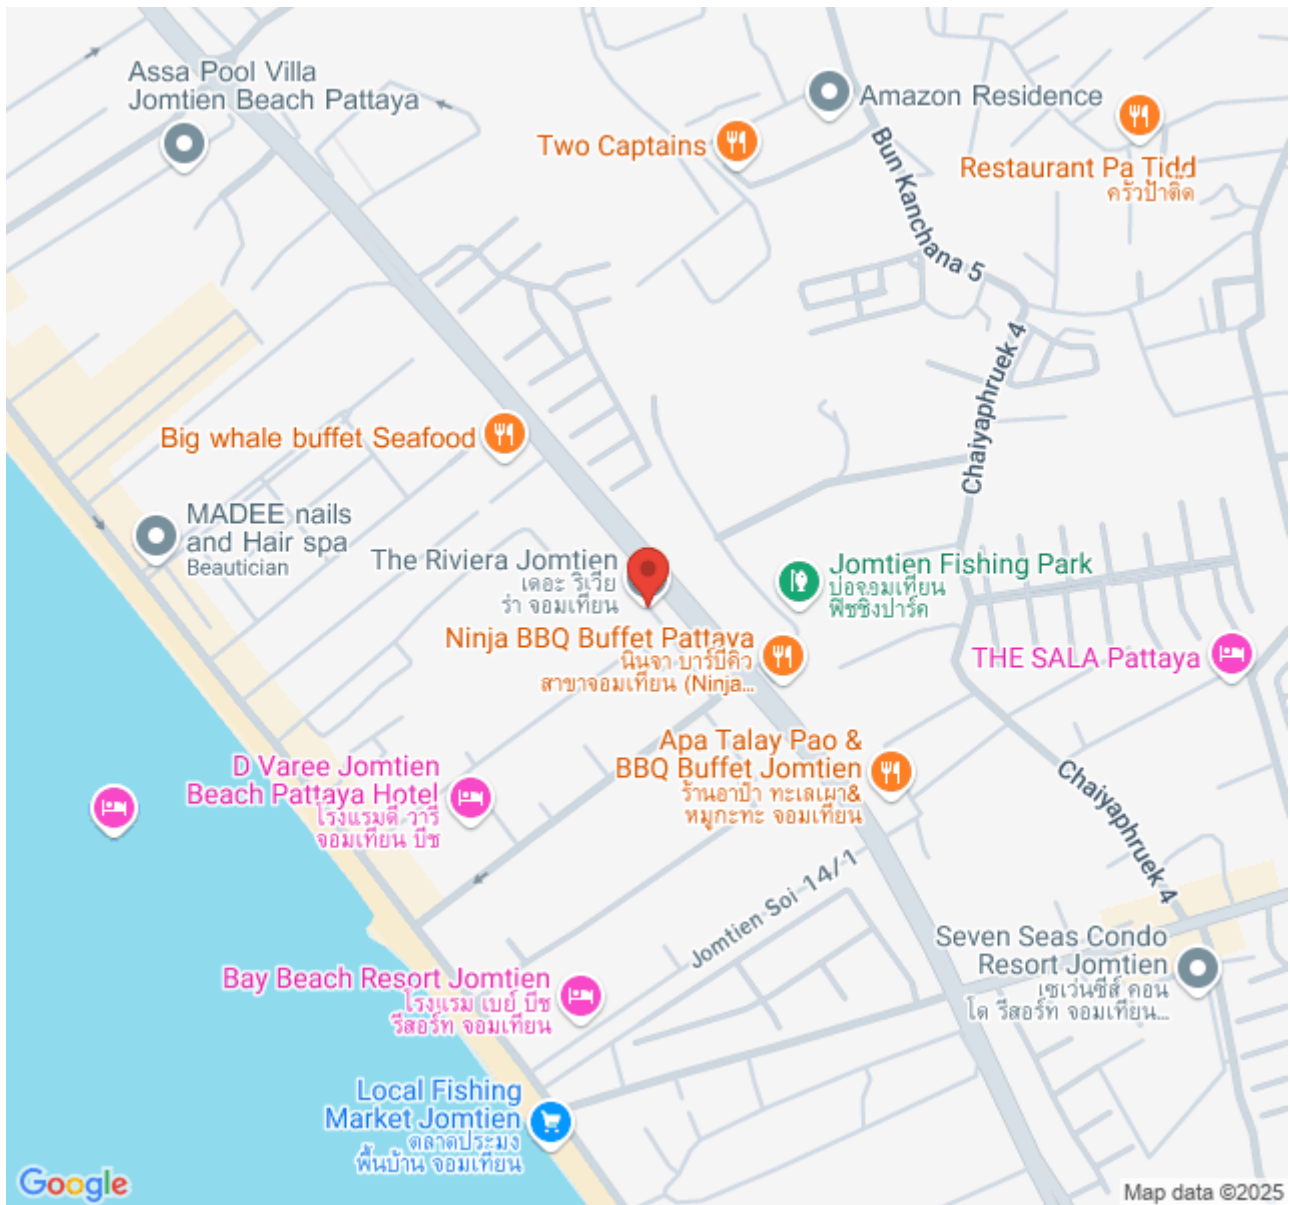 Assa Pool Villa
Jomtien Beach Pattaya
Amazon Residence
Two Captains
Restaurant Pa Tidd
ครัวป้าติ๊ด
Bun Kanchana 5
Chaiyaphruek 4
Big whale buffet Seafood
MADEE nails
and Hair spa
Beautician
The Riviera Jomtien
เดอะ ริเวีย
ร่า จอมเทียน
Jomtien Fishing Park
บ่อจอมเทียน
ฟิชชิงปาร์ค
Ninja BBQ Buffet Pattaya
นินจา บาร์บีคิว
สาขาจอมเทียน (Ninja...
THE SALA Pattaya
Apa Talay Pao &
BBQ Buffet Jomtien
ร้านอาป๋า ทะเลเผา&
หมูกะทะ จอมเทียน
D Varee Jomtien
Beach Pattaya Hotel
โรงแรมดี วารี
จอมเทียน บีช
Chaiyaphruek 4
Jomtien Soi 14/1
Seven Seas Condo
Resort Jomtien
เซเว่นซีส์ คอน
โด รีสอร์ท จอมเทียน...
Bay Beach Resort Jomtien
โรงแรม เบย์ บีช
รีสอร์ท จอมเทียน
Local Fishing
Market Jomtien
ตลาดประมง
พื้นบ้าน จอมเทียน
Google
Map data ©2025